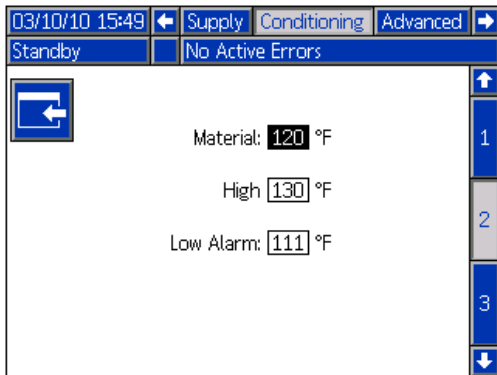 03/10/10 15:49 Supply Conditioning Advanced
Standby No Active Errors
1
Material: 120 °F
High 130 °F
2
Low Alarm: 111 °F
3